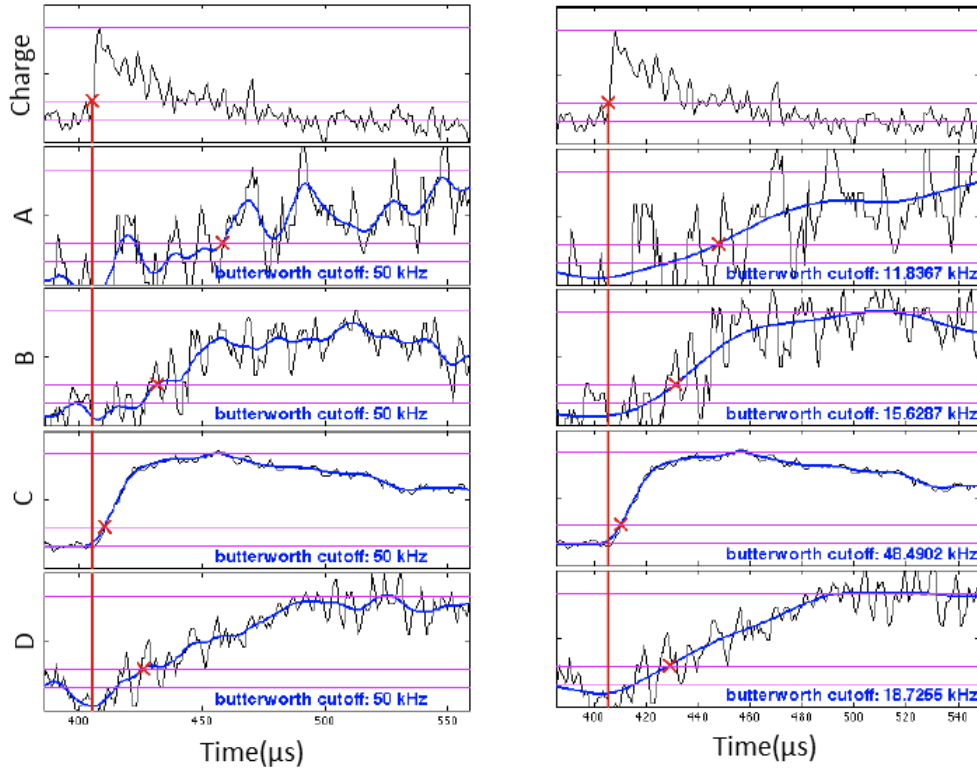 Charge
A
butterworth cutoff: 50 kHz
butterworth cutoff: 11.8367 kHz
B
butterworth cutoff: 50 kHz
butterworth cutoff: 15.6287 kHz
C
butterworth cutoff: 50 kHz
butterworth cutoff: 48.4902 kHz
D
butterworth cutoff: 50 kHz
butterworth cutoff: 18.7255 kHz
400 450 500 550
400 420 440 460 480 500 520 540
Time(μs)
Time(μs)